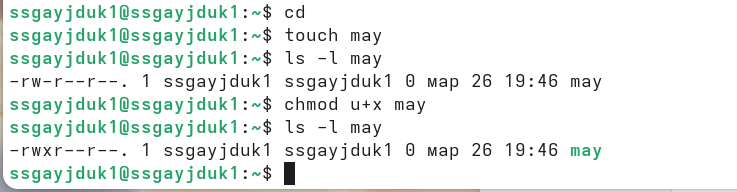 ssgayjduk1@ssgayjduk1:~$ cd
ssgayjduk1@ssgayjduk1:~$ touch may
ssgayjduk1@ssgayjduk1:~$ ls -l may
-rw-r--r--. 1 ssgayjduk1 ssgayjduk1 0 мар 26 19:46 may
ssgayjduk1@ssgayjduk1:~$ chmod u+x may
ssgayjduk1@ssgayjduk1:~$ ls -l may
-rwxr--r--. 1 ssgayjduk1 ssgayjduk1 0 мар 26 19:46 may
ssgayjduk1@ssgayjduk1:~$